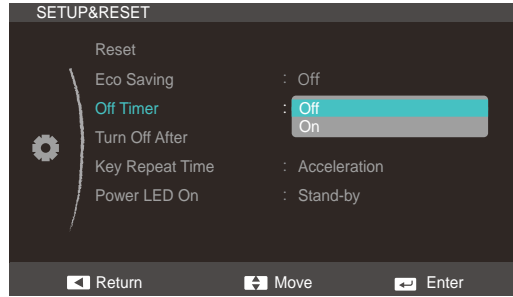 SETUP&RESET
Reset
Eco Saving : Off
Off Timer : Off
On
Turn Off After
Key Repeat Time : Acceleration
Power LED On : Stand-by
Return Move Enter